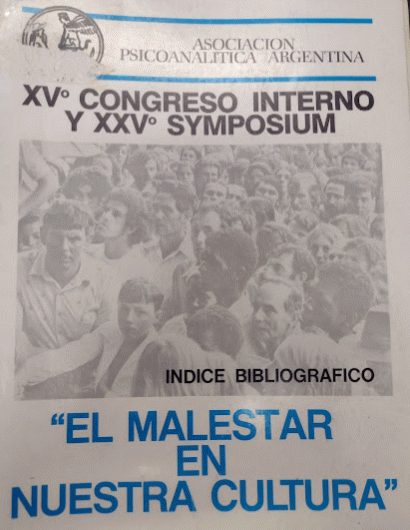 ASOCIACION
PSICOANALITICA ARGENTINA
XVº CONGRESO INTERNO
Y XXVº SYMPOSIUM
INDICE BIBLIOGRAFICO
“EL MALESTAR
EN
NUESTRA CULTURA”